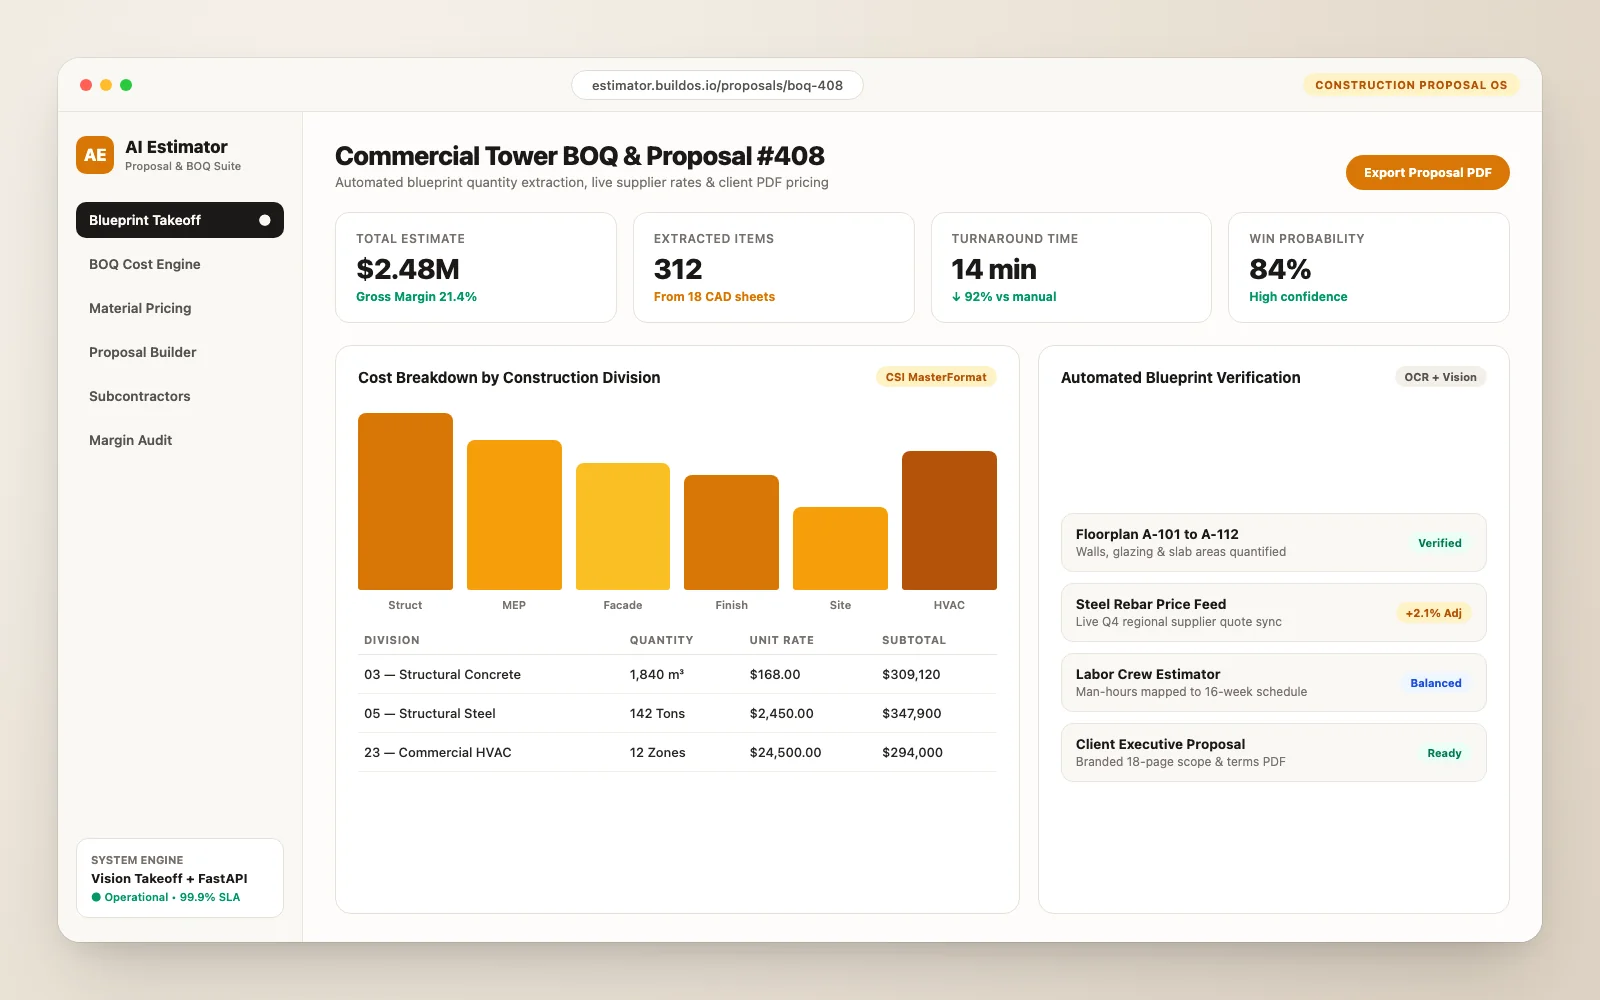 estimator.buildos.io/proposals/boq-408
CONSTRUCTION PROPOSAL OS
AE
AI Estimator
Proposal & BOQ Suite
Blueprint Takeoff
BOQ Cost Engine
Material Pricing
Proposal Builder
Subcontractors
Margin Audit
SYSTEM ENGINE
Vision Takeoff + FastAPI
Operational • 99.9% SLA
Commercial Tower BOQ & Proposal #408
Automated blueprint quantity extraction, live supplier rates & client PDF pricing
Export Proposal PDF
TOTAL ESTIMATE
$2.48M
Gross Margin 21.4%
EXTRACTED ITEMS
312
From 18 CAD sheets
TURNAROUND TIME
14 min
↓ 92% vs manual
WIN PROBABILITY
84%
High confidence
Cost Breakdown by Construction Division
CSI MasterFormat
Struct MEP Facade Finish Site HVAC
DIVISION QUANTITY UNIT RATE SUBTOTAL
03 — Structural Concrete 1,840 m³ $168.00 $309,120
05 — Structural Steel 142 Tons $2,450.00 $347,900
23 — Commercial HVAC 12 Zones $24,500.00 $294,000
Automated Blueprint Verification
OCR + Vision
Floorplan A-101 to A-112
Walls, glazing & slab areas quantified
Verified
Steel Rebar Price Feed
Live Q4 regional supplier quote sync
+2.1% Adj
Labor Crew Estimator
Man-hours mapped to 16-week schedule
Balanced
Client Executive Proposal
Branded 18-page scope & terms PDF
Ready